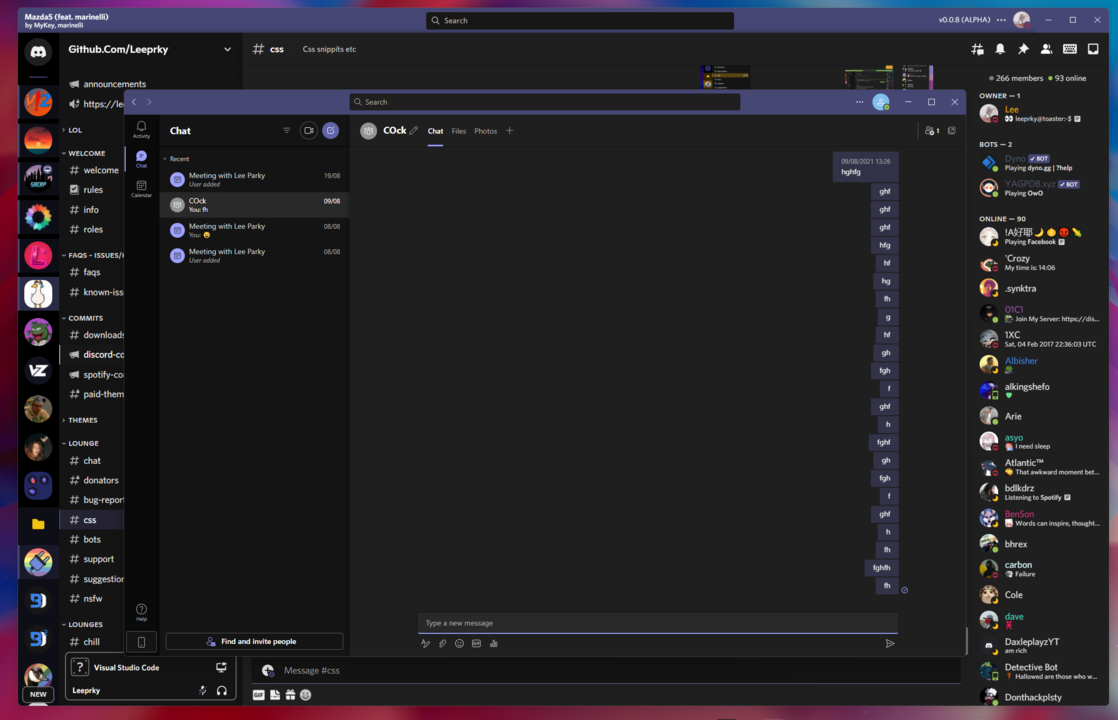 Mazda5 (feat. marinelli)
by MyKey, marinelli
Search
v0.0.8 (ALPHA)
Github.Com/Leeprky
css
Css snippits etc
announcements
https://le
LOL
WELCOME
welcome
rules
info
roles
FAQS - ISSUES/
faqs
known-iss
COMMITS
downloads
discord-co
spotify-co
paid-them
THEMES
LOUNGE
chat
donators
bug-report
css
bots
support
suggestion
nsfw
LOUNGES
chill
NEW
Visual Studio Code
Leeprky
Search
Activity
Chat
Calendar
Help
Chat
Recent
Meeting with Lee Parky
19/08
User added
COck
09/08
You: fh
Meeting with Lee Parky
08/08
You: 😀
Meeting with Lee Parky
08/08
User added
Find and invite people
COck
Chat
Files
Photos
1
09/08/2021 13:26
hghfg
ghf
ghf
ghf
hfg
hf
hg
fh
g
hf
gh
fgh
f
ghf
h
fghf
gh
fgh
f
ghf
h
fh
fghfh
fh
Type a new message
Message #css
GIF
266 members
93 online
OWNER — 1
Lee
👀 leeprky@toaster:-$
BOTS — 2
Dyno ✓ BOT
Playing dyno.gg | ?help
YAGPDB.xyz ✓ BOT
Playing OwO
ONLINE — 90
!A好耶
Playing Facebook
'Crozy
My time is: 14:06
.synktra
01C1
Join My Server: https://dis...
1XC
Sat, 04 Feb 2017 22:36:03 UTC
Albisher
alkingshefo
Arie
asyo
I need sleep
Atlantic™
That awkward moment bet...
bdlkdrz
Listening to Spotify
BenSon
Words can inspire, thought...
bhrex
carbon
Failure
Cole
dave
DaxleplayzYT
am rich
Detective Bot
Hallowed are those who w...
Donthackplsty